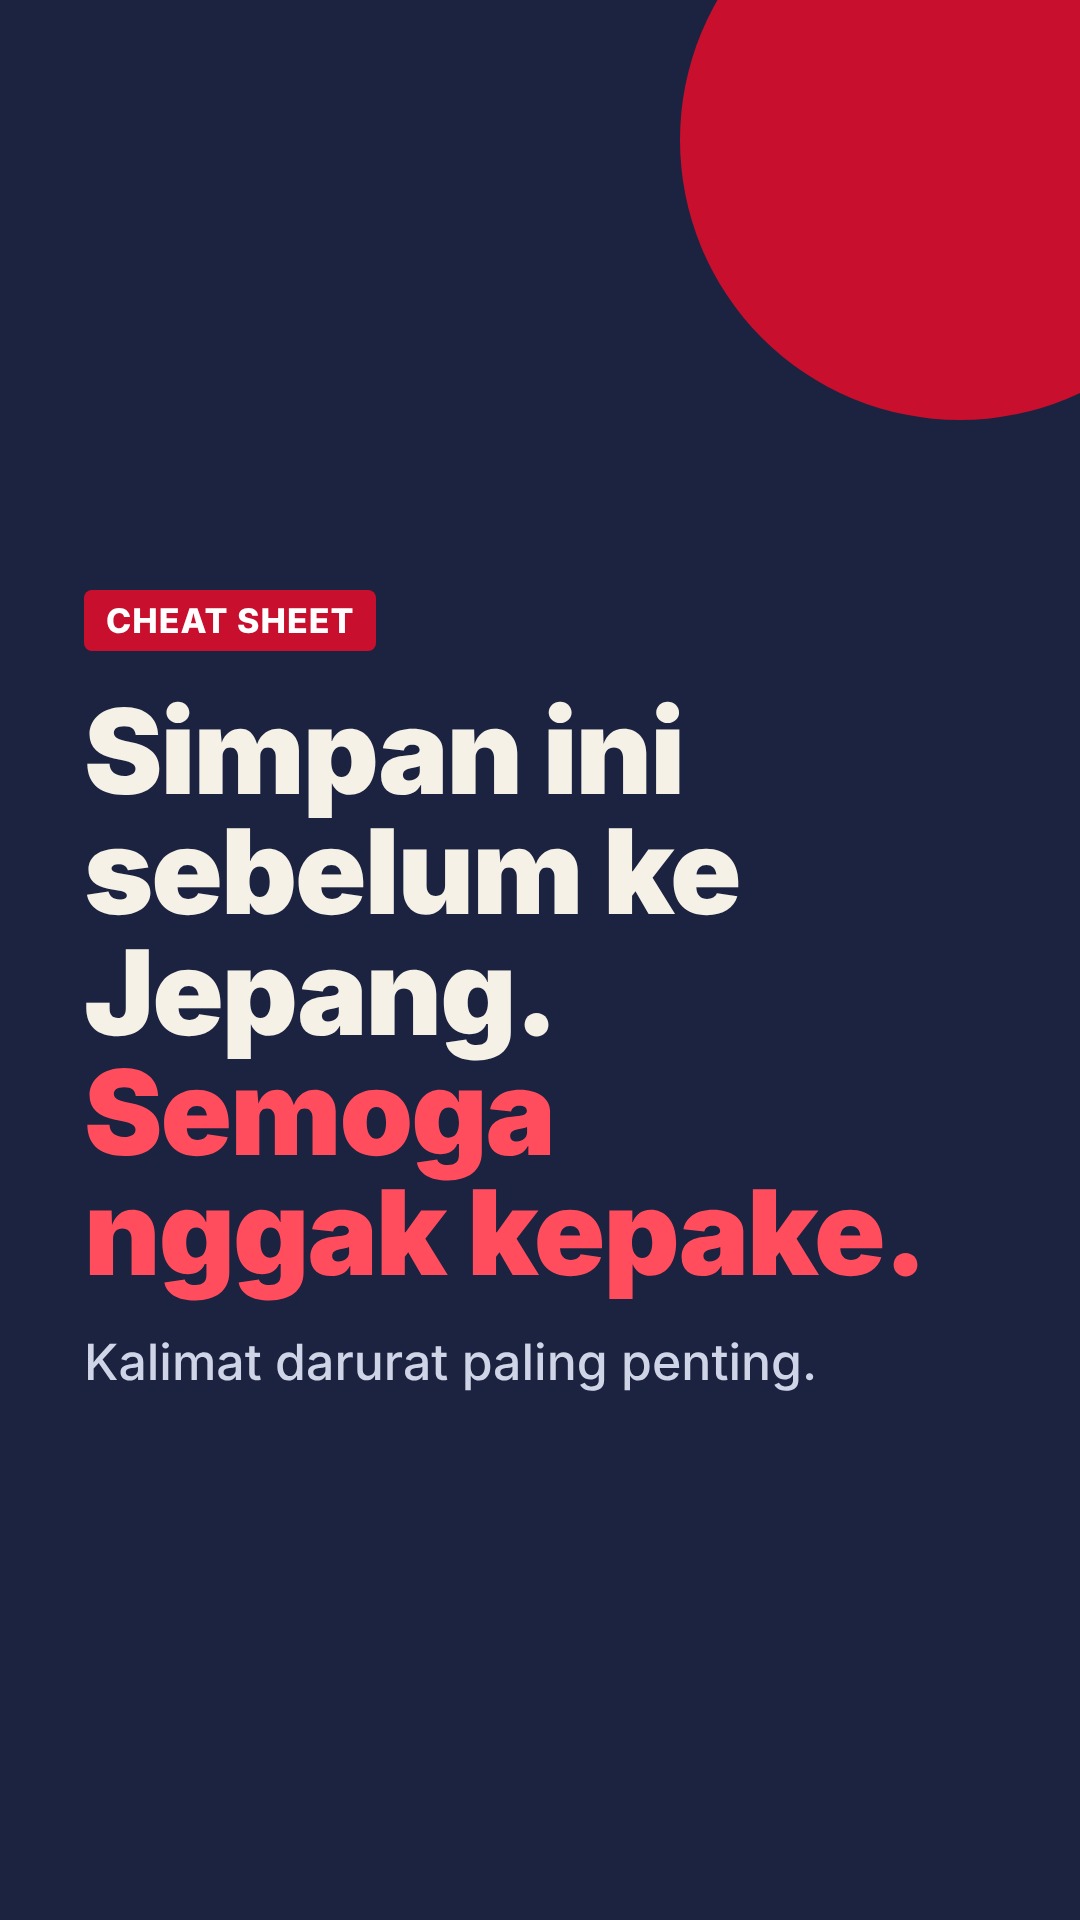 CHEAT SHEET
Simpan ini
sebelum ke
Jepang.
Semoga
nggak kepake.
Kalimat darurat paling penting.